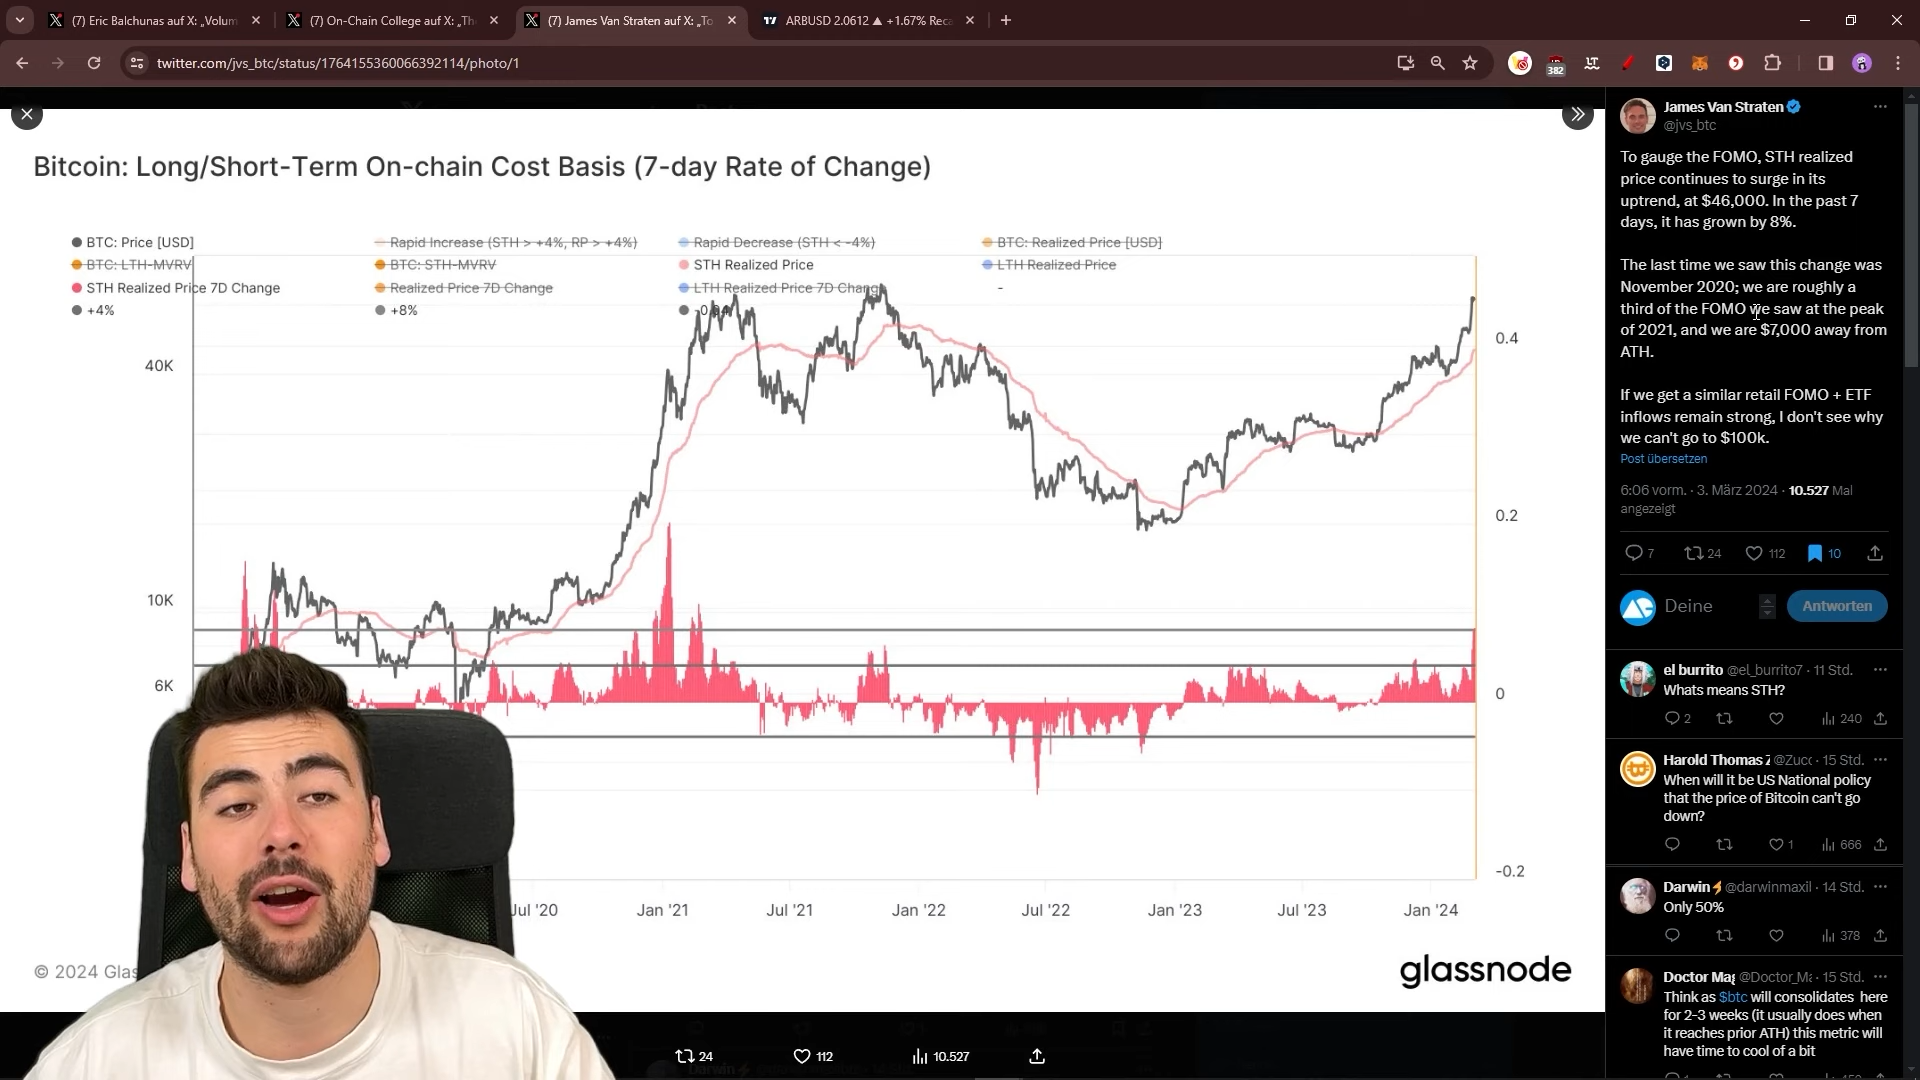 (7) Eric Balchunas auf X: „Volum
(7) On-Chain College auf X: „Th
(7) James Van Straten auf X: „To
ARBUSD 2.0612 ▲ +1.67% Reca
twitter.com/jvs_btc/status/1764155360066392114/photo/1
382
Bitcoin: Long/Short-Term On-chain Cost Basis (7-day Rate of Change)
BTC: Price [USD]
Rapid Increase (STH > +4%, RP > +4%)
Rapid Decrease (STH < -4%)
BTC: Realized Price [USD]
BTC: LTH-MVRV
BTC: STH-MVRV
STH Realized Price
LTH Realized Price
STH Realized Price 7D Change
Realized Price 7D Change
LTH Realized Price 7D Change
-
+4%
+8%
-0.04
40K
10K
6K
0.4
0.2
0
-0.2
Jul '20
Jan '21
Jul '21
Jan '22
Jul '22
Jan '23
Jul '23
Jan '24
© 2024 Glas
glassnode
24
112
10.527
James Van Straten
@jvs_btc
To gauge the FOMO, STH realized
price continues to surge in its
uptrend, at $46,000. In the past 7
days, it has grown by 8%.
The last time we saw this change was
November 2020; we are roughly a
third of the FOMO we saw at the peak
of 2021, and we are $7,000 away from
ATH.
If we get a similar retail FOMO + ETF
inflows remain strong, I don't see why
we can't go to $100k.
Post übersetzen
6:06 vorm. · 3. März 2024 · 10.527 Mal
angezeigt
7
24
112
10
Deine
Antworten
el burrito @el_burrito7 · 11 Std.
Whats means STH?
2
240
Harold Thomas Z @Zucc · 15 Std.
When will it be US National policy
that the price of Bitcoin can't go
down?
1
666
Darwin⚡ @darwinmaxil · 14 Std.
Only 50%
378
Doctor Mag @Doctor_Ma · 15 Std.
Think as $btc will consolidates here
for 2-3 weeks (it usually does when
it reaches prior ATH) this metric will
have time to cool of a bit